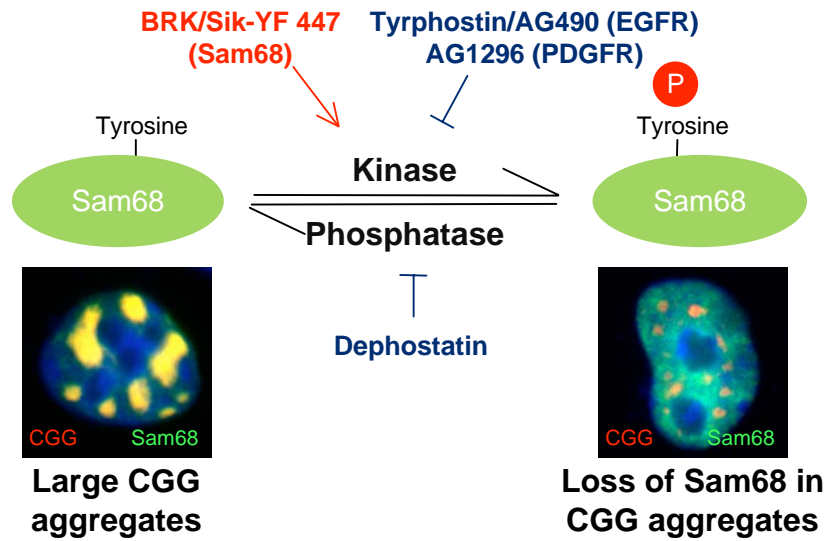 BRK/Sik-YF 447
(Sam68)
Tyrphostin/AG490 (EGFR)
AG1296 (PDGFR)
P
Tyrosine
Tyrosine
Sam68
Kinase
Sam68
Phosphatase
Dephostatin
CGG
Sam68
CGG
Sam68
Large CGG
aggregates
Loss of Sam68 in
CGG aggregates